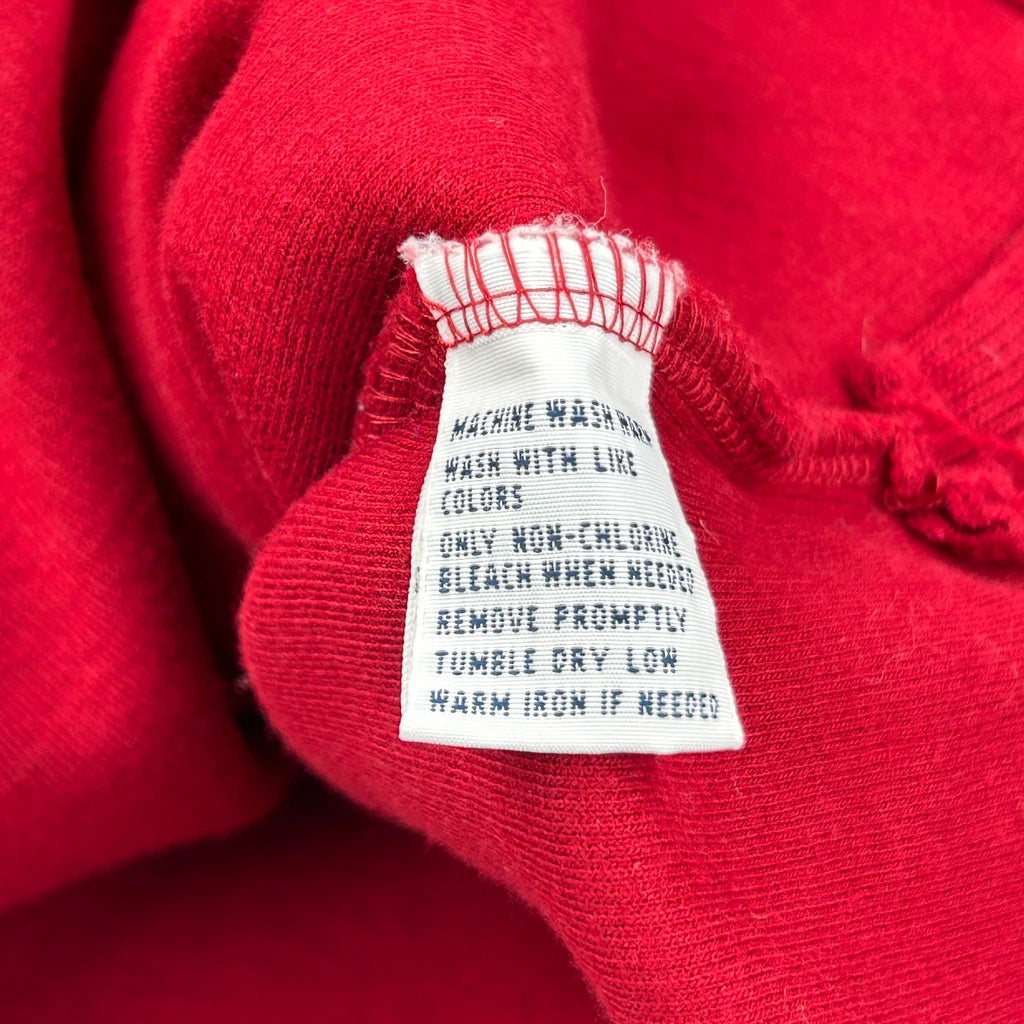 MACHINE WASH WARM
WASH WITH LIKE
COLORS
ONLY NON-CHLORINE
BLEACH WHEN NEEDED
REMOVE PROMPTLY
TUMBLE DRY LOW
WARM IRON IF NEEDED